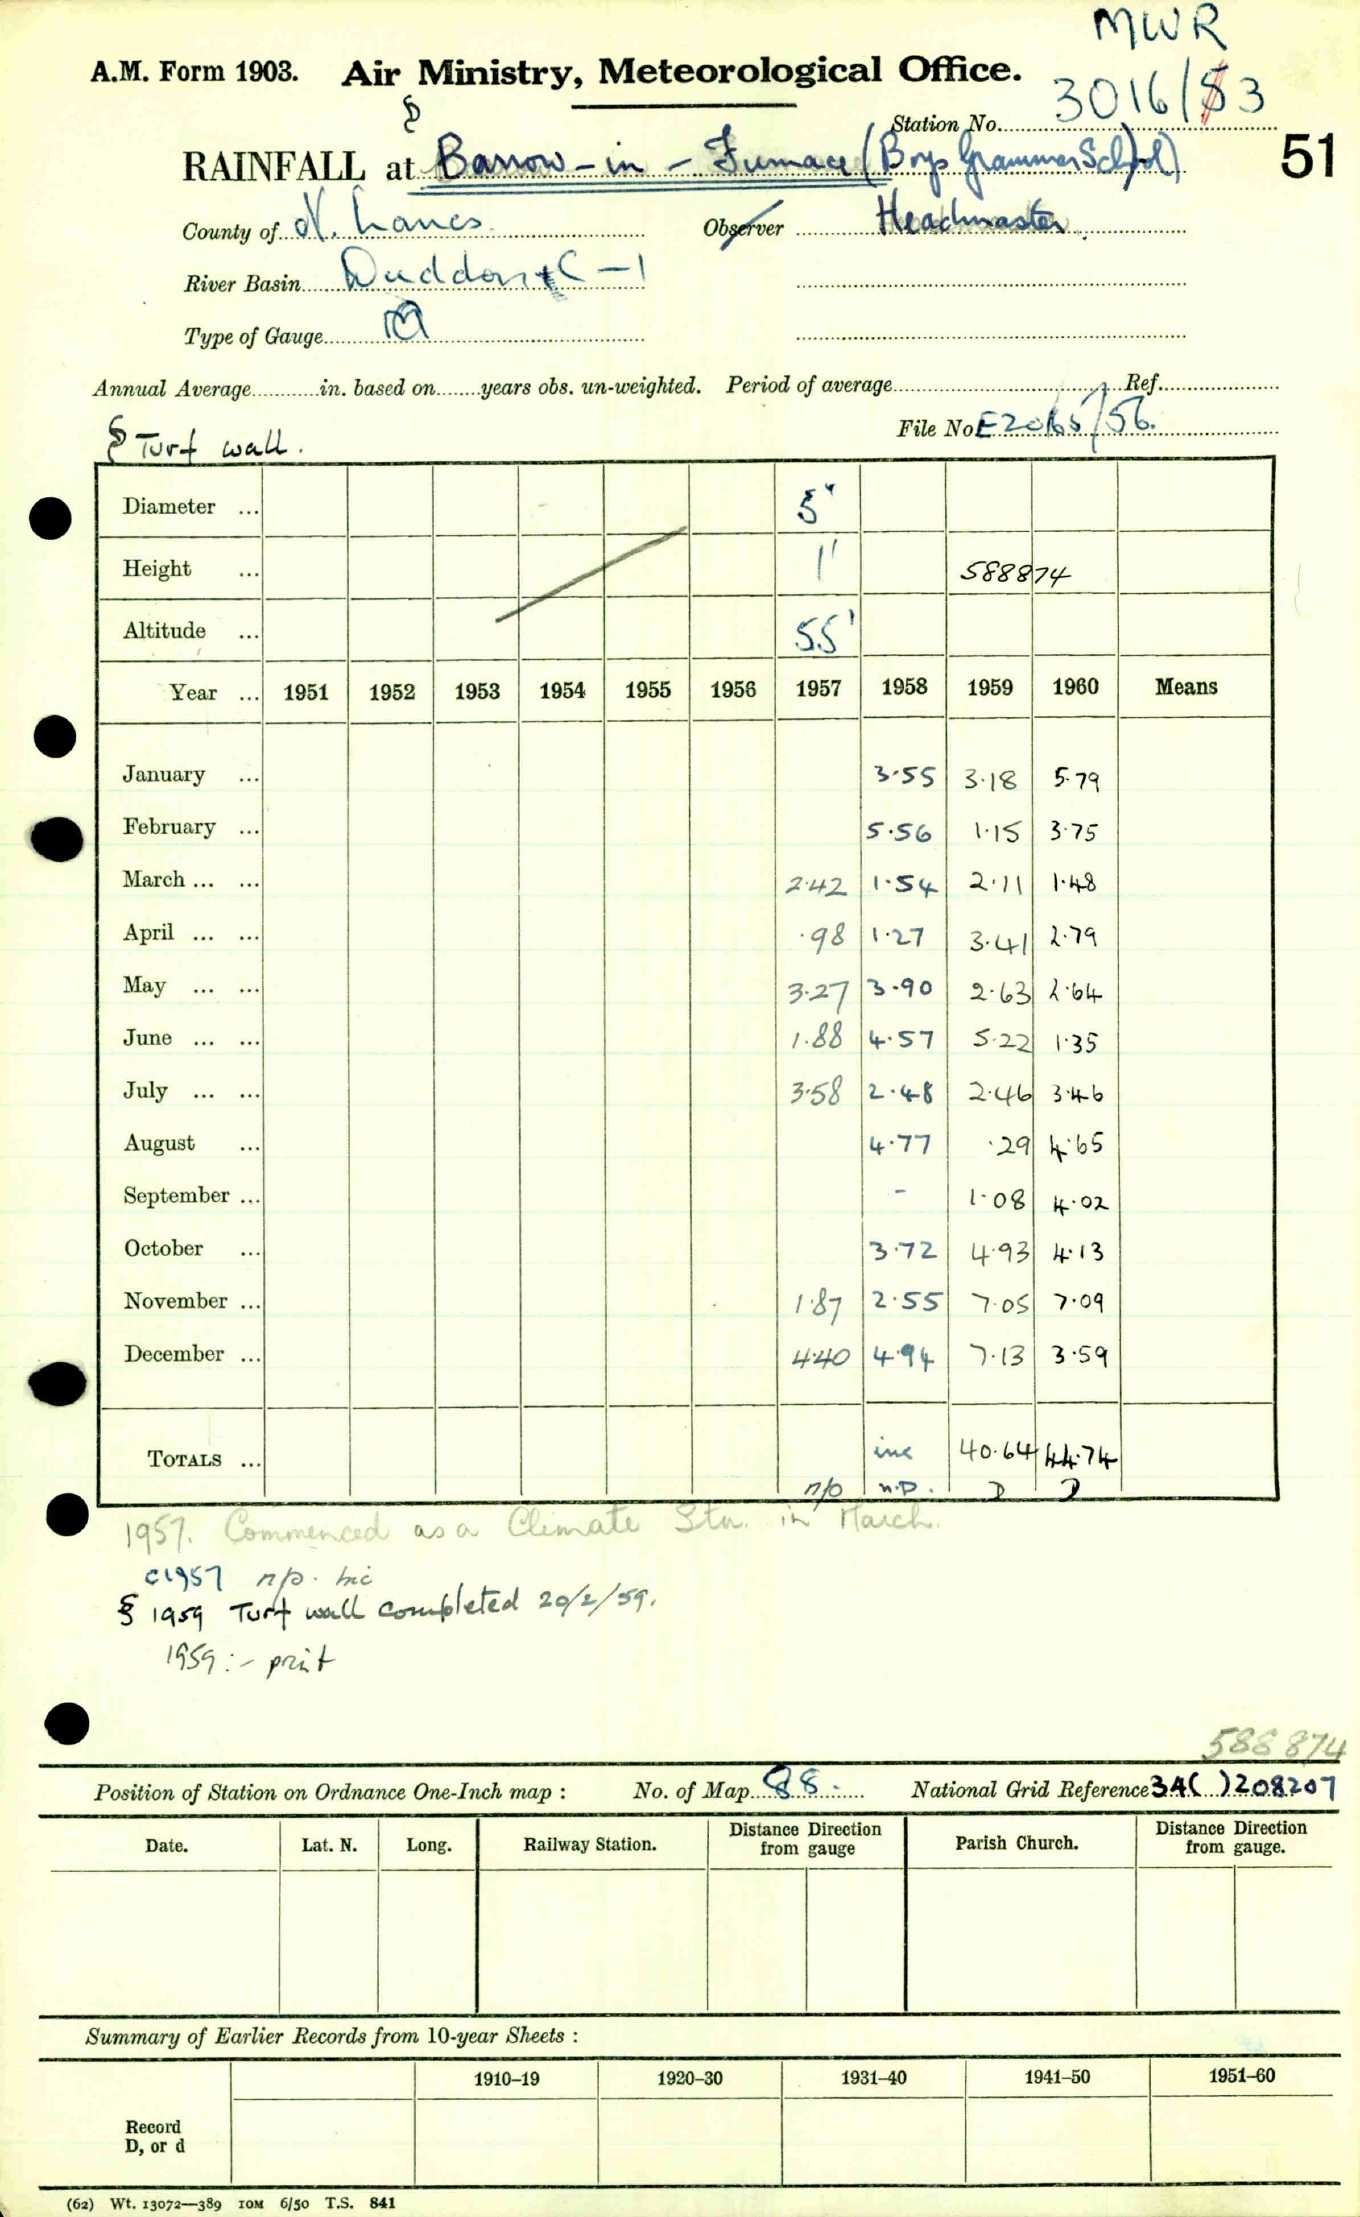 MWR
A.M. Form 1903. Air Ministry, Meteorological Office.
Station No. 3016/83
§
RAINFALL at Barrow-in-Furnace (Boys Grammar School) 51
County of N. Lancs. Observer Headmaster.
River Basin Duddon + C - 1
Type of Gauge
Annual Average in. based on years obs. un-weighted. Period of average Ref.
File No E2065/56.
§ Turf wall.
Diameter ... 5"
Height ... 1' 588874
Altitude ... 55'
Year ... 1951 1952 1953 1954 1955 1956 1957 1958 1959 1960 Means
January ... 3.55 3.18 5.79
February ... 5.56 1.15 3.75
March ... ... 2.42 1.54 2.11 1.48
April ... ... .98 1.27 3.41 2.79
May ... ... 3.27 3.90 2.63 2.64
June ... ... 1.88 4.57 5.22 1.35
July ... ... 3.58 2.48 2.46 3.46
August ... 4.77 .29 4.65
September ... - 1.08 4.02
October ... 3.72 4.93 4.13
November ... 1.87 2.55 7.05 7.09
December ... 4.40 4.94 7.13 3.59
TOTALS ... inc 40.64 44.74
n/p n.p. D D
1957. Commenced as a Climate Stn. in March.
c1957 n/p. Inc
§ 1959 Turf wall completed 20/2/59.
1959:- print
588874
Position of Station on Ordnance One-Inch map : No. of Map 88. National Grid Reference 34( )208207
Date. Lat. N. Long. Railway Station. Distance Direction from gauge Parish Church. Distance Direction from gauge.
Summary of Earlier Records from 10-year Sheets :
1910–19 1920–30 1931–40 1941–50 1951–60
Record
D, or d
(62) Wt. 13072—389 IOM 6/50 T.S. 841